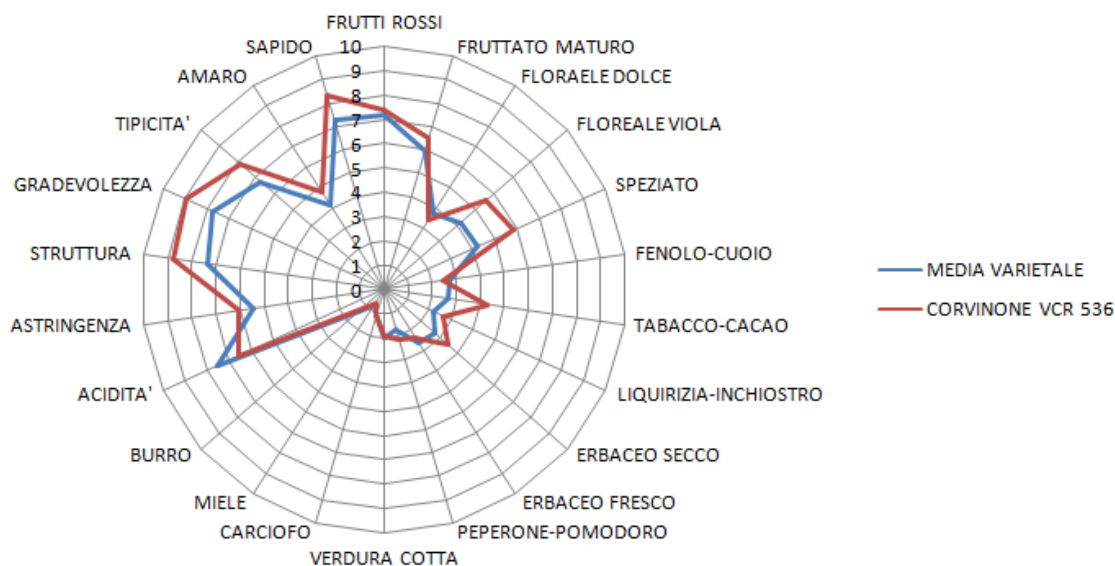 FRUTTI ROSSI
FRUTTATO MATURO
FLORAELE DOLCE
FLOREALE VIOLA
SPEZIATO
FENOLO-CUOIO
TABACCO-CACAO
LIQUIRIZIA-INCHIOSTRO
ERBACEO SECCO
ERBACEO FRESCO
PEPERONE-POMODORO
VERDURA COTTA
CARCIOFO
MIELE
BURRO
ACIDITA'
ASTRINGENZA
STRUTTURA
GRADEVOLEZZA
TIPICITA'
AMARO
SAPIDO
10
9
8
7
6
5
4
3
2
1
0
MEDIA VARIETALE
CORVINONE VCR 536